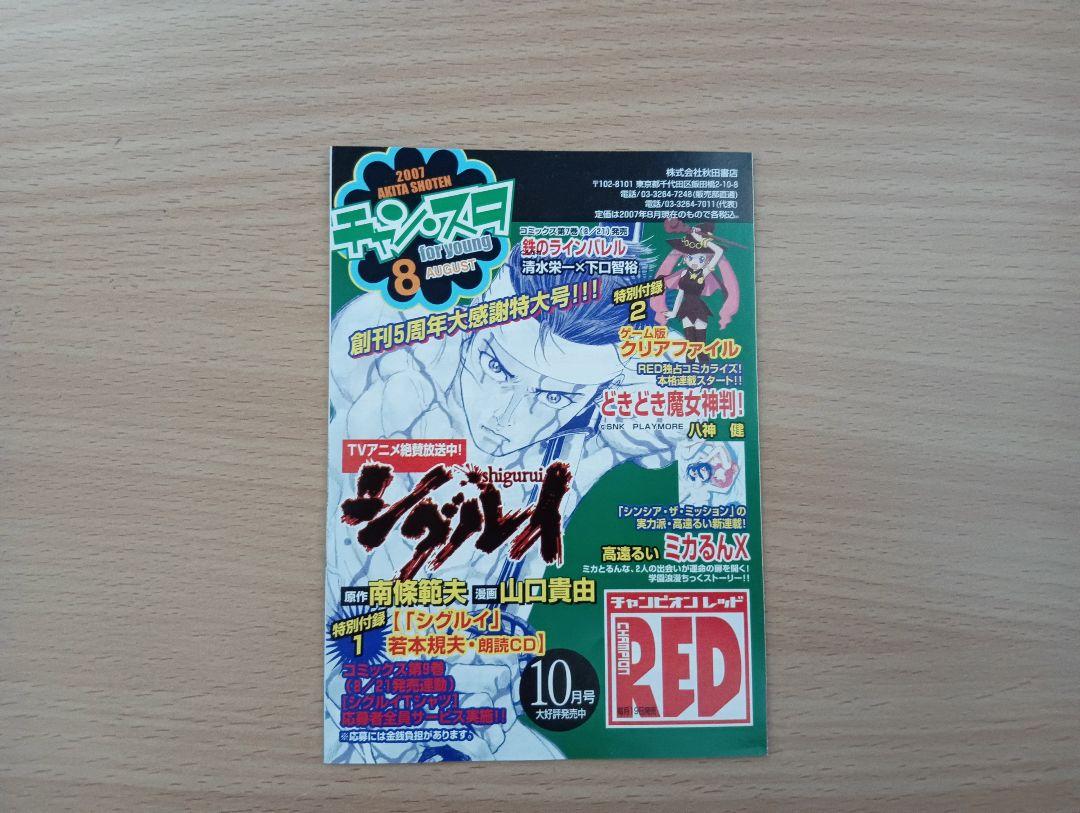 2007
AKITA SHOTEN
チャンスタ
for young
8
AUGUST
株式会社秋田書店
〒102-8101 東京都千代田区飯田橋2-10-8
電話/03-3264-7248(販売部直通)
電話/03-3264-7011(代表)
定価は2007年8月現在のもので各税込。
コミックス第7巻(8/21)発売
鉄のラインバレル
清水栄一×下口智裕
創刊5周年大感謝特大号!!!
特別付録
2
ゲーム版
クリアファイル
RED独占コミカライズ!
本格連載スタート!!
どきどき魔女神判!
©SNK PLAYMORE 八神 健
TVアニメ絶賛放送中!
shigurui
シグルイ
「シンシア・ザ・ミッション」の
実力派・高遠るい新連載!
高遠るい ミカるんX
ミカとるんな、2人の出会いが運命の扉を開く!
学園浪漫ちっくストーリー!!
原作 南條範夫 漫画 山口貴由
特別付録
1
【「シグルイ」
若本規夫・朗読CD】
コミックス第9巻
(8/21発売連動)
[シグルイTシャツ]
応募者全員サービス実施!!
※応募には金銭負担があります。
10月号
大好評発売中
チャンピオン レッド
CHAMPION
RED
毎月19日発売